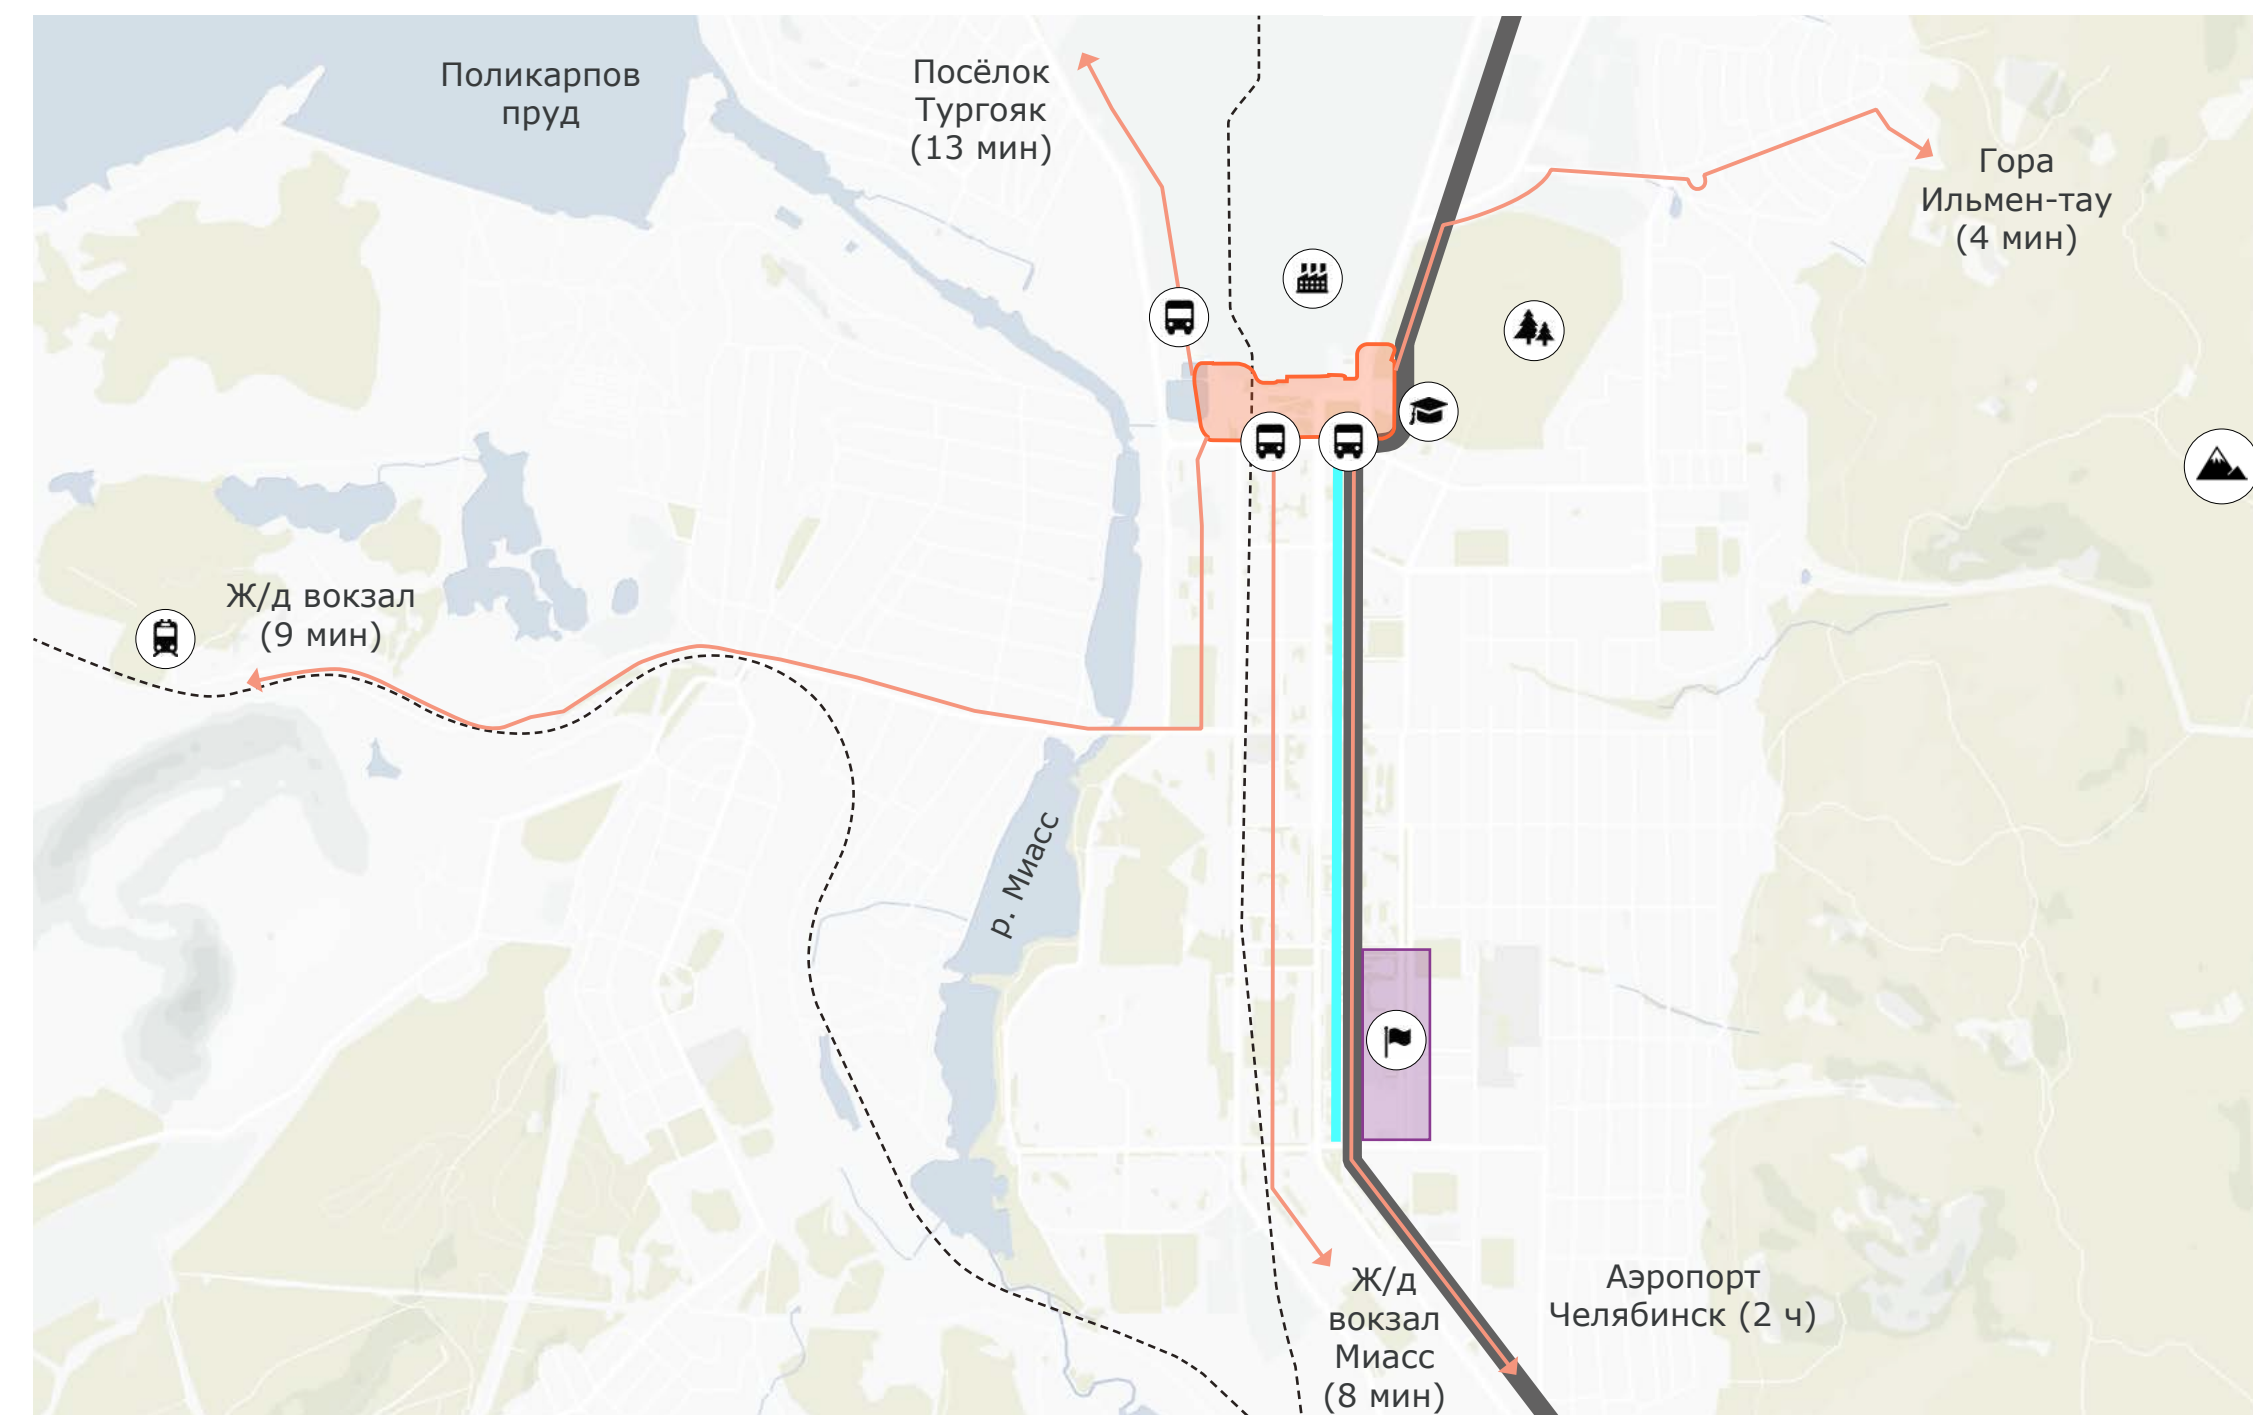 Поликарпов
пруд
Посёлок
Тургояк
(13 мин)
Гора
Ильмен-тау
(4 мин)
Ж/д вокзал
(9 мин)
р. Миасс
Ж/д
вокзал
Миасс
(8 мин)
Аэропорт
Челябинск (2 ч)